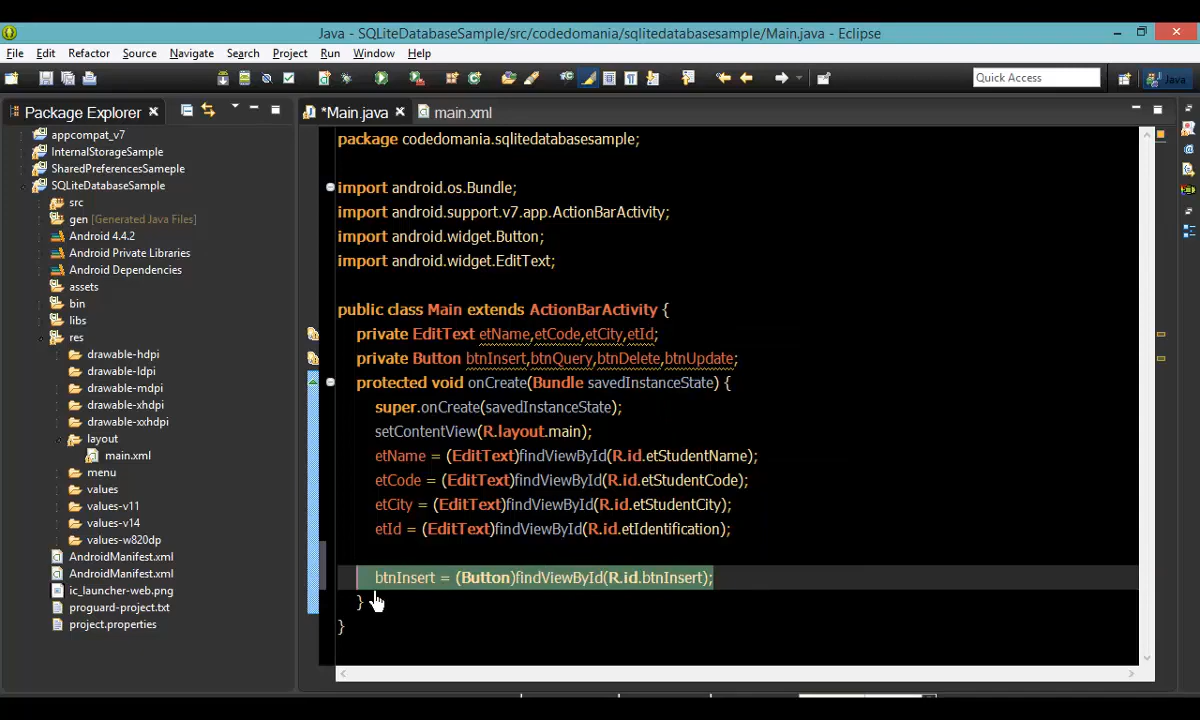 Java - SQLiteDatabaseSample/src/codedomania/sqlitedatabasesample/Main.java - Eclipse
File Edit Refactor Source Navigate Search Project Run Window Help
Quick Access
Java
Package Explorer
*Main.java
main.xml
appcompat_v7
InternalStorageSample
SharedPreferencesSameple
SQLiteDatabaseSample
src
gen [Generated Java Files]
Android 4.4.2
Android Private Libraries
Android Dependencies
assets
bin
libs
res
drawable-hdpi
drawable-ldpi
drawable-mdpi
drawable-xhdpi
drawable-xxhdpi
layout
main.xml
menu
values
values-v11
values-v14
values-w820dp
AndroidManifest.xml
AndroidManifest.xml
ic_launcher-web.png
proguard-project.txt
project.properties
package codedomania.sqlitedatabasesample;
import android.os.Bundle;
import android.support.v7.app.ActionBarActivity;
import android.widget.Button;
import android.widget.EditText;
public class Main extends ActionBarActivity {
private EditText etName,etCode,etCity,etId;
private Button btnInsert,btnQuery,btnDelete,btnUpdate;
protected void onCreate(Bundle savedInstanceState) {
super.onCreate(savedInstanceState);
setContentView(R.layout.main);
etName = (EditText)findViewById(R.id.etStudentName);
etCode = (EditText)findViewById(R.id.etStudentCode);
etCity = (EditText)findViewById(R.id.etStudentCity);
etId = (EditText)findViewById(R.id.etIdentification);
btnInsert = (Button)findViewById(R.id.btnInsert);
}
}